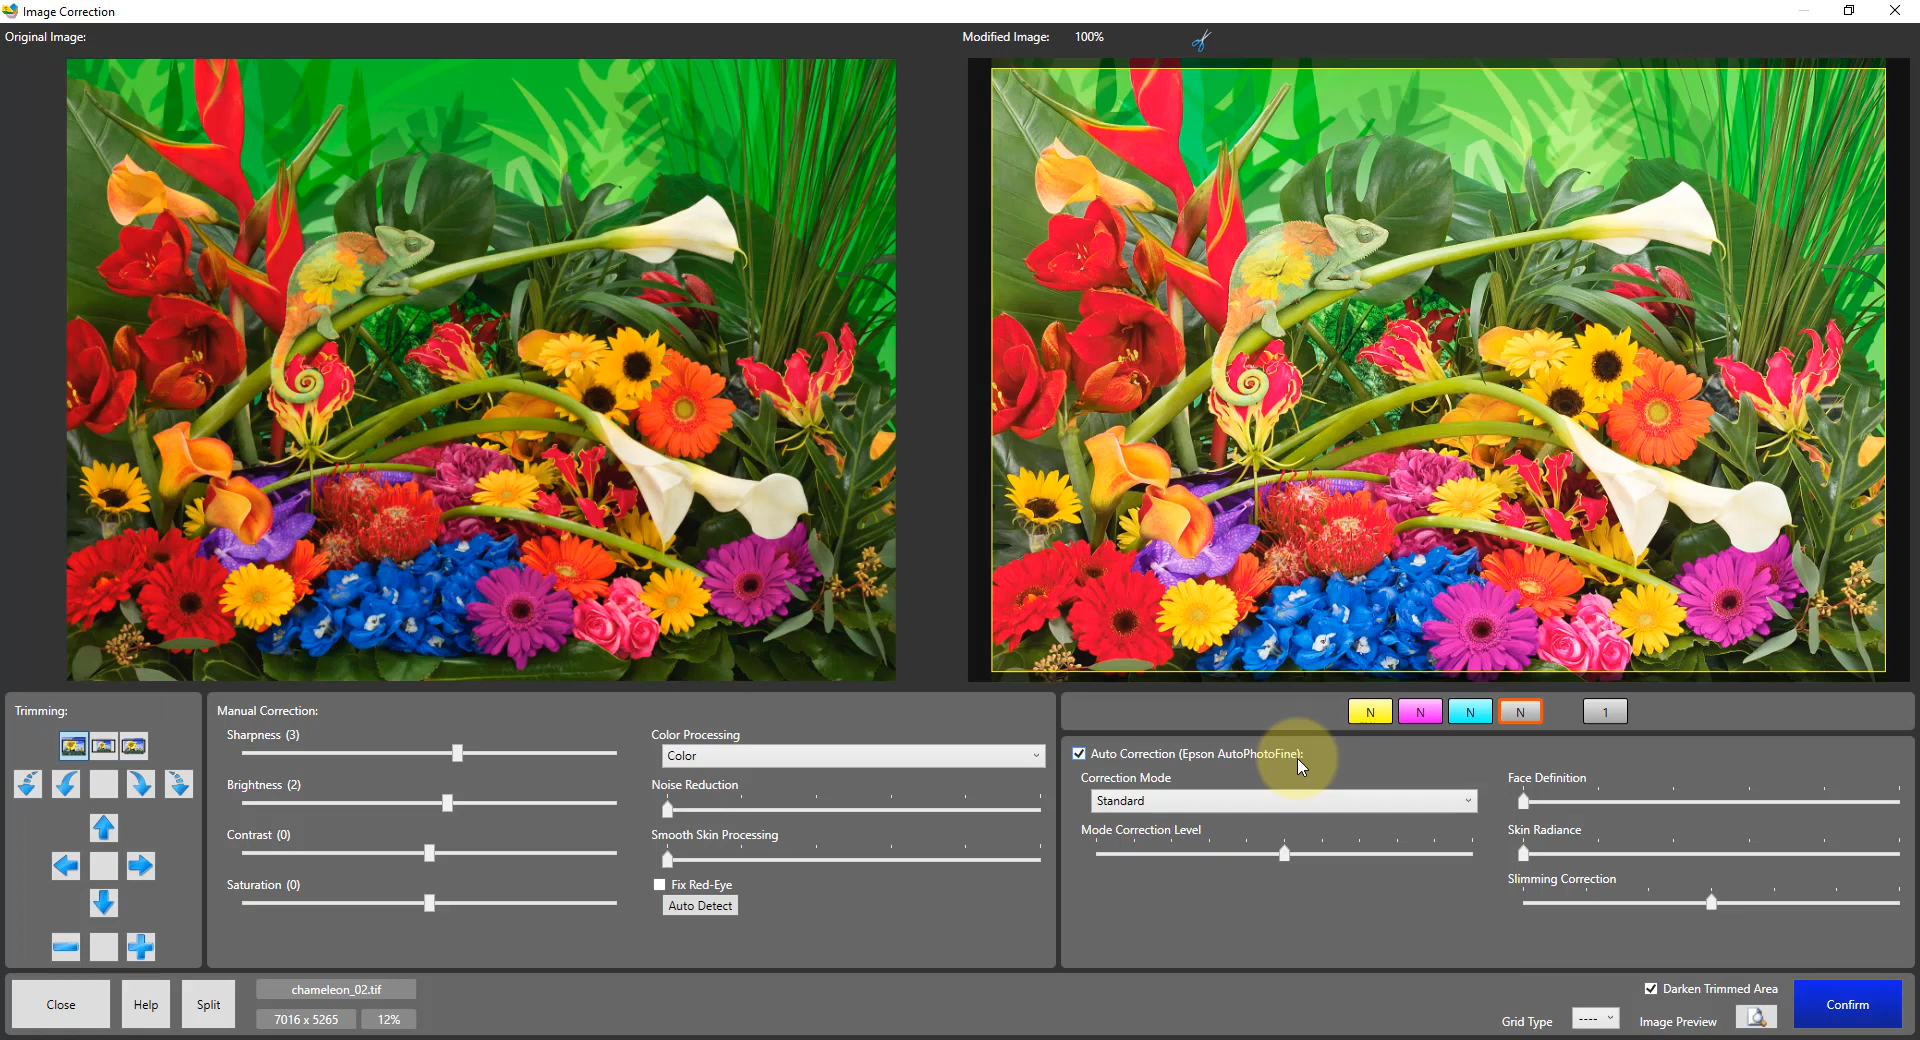 Image Correction
Original Image:
Modified Image: 100%
Trimming:
Manual Correction:
Sharpness (3)
Brightness (2)
Contrast (0)
Saturation (0)
Color Processing
Color
Noise Reduction
Smooth Skin Processing
Fix Red-Eye
Auto Detect
N N N N 1
Auto Correction (Epson AutoPhotoFine):
Correction Mode
Standard
Mode Correction Level
Face Definition
Skin Radiance
Slimming Correction
Close
Help
Split
chameleon_02.tif
7016 x 5265 12%
Darken Trimmed Area
Grid Type ----
Image Preview
Confirm